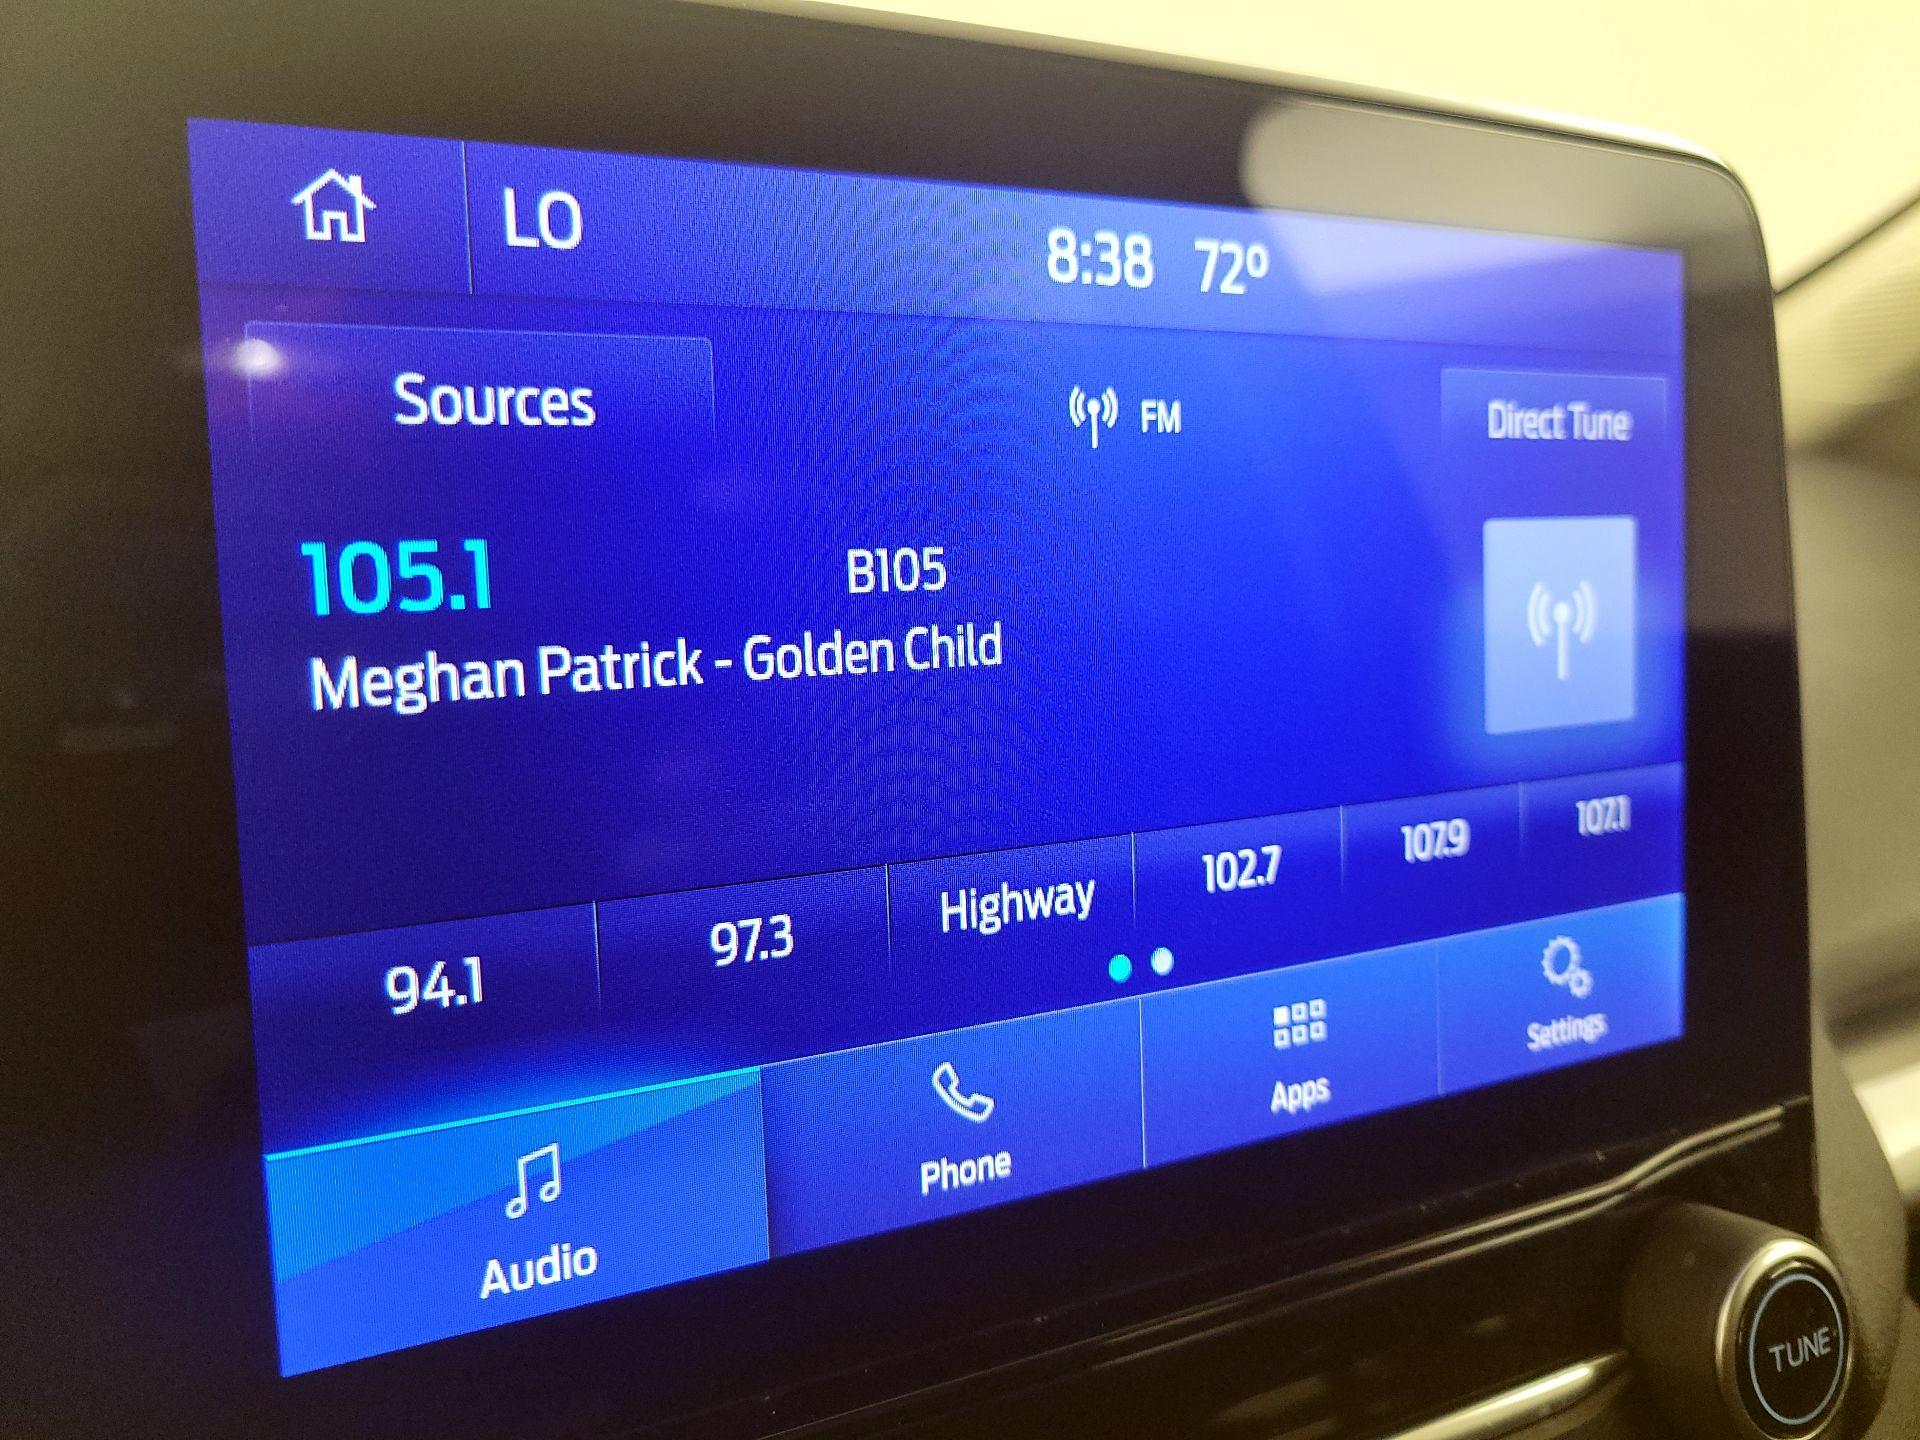 LO
8:38 72°
Sources
FM
Direct Tune
105.1
B105
Meghan Patrick - Golden Child
94.1
97.3
Highway
102.7
107.9
107.1
Audio
Phone
Apps
Settings
TUNE